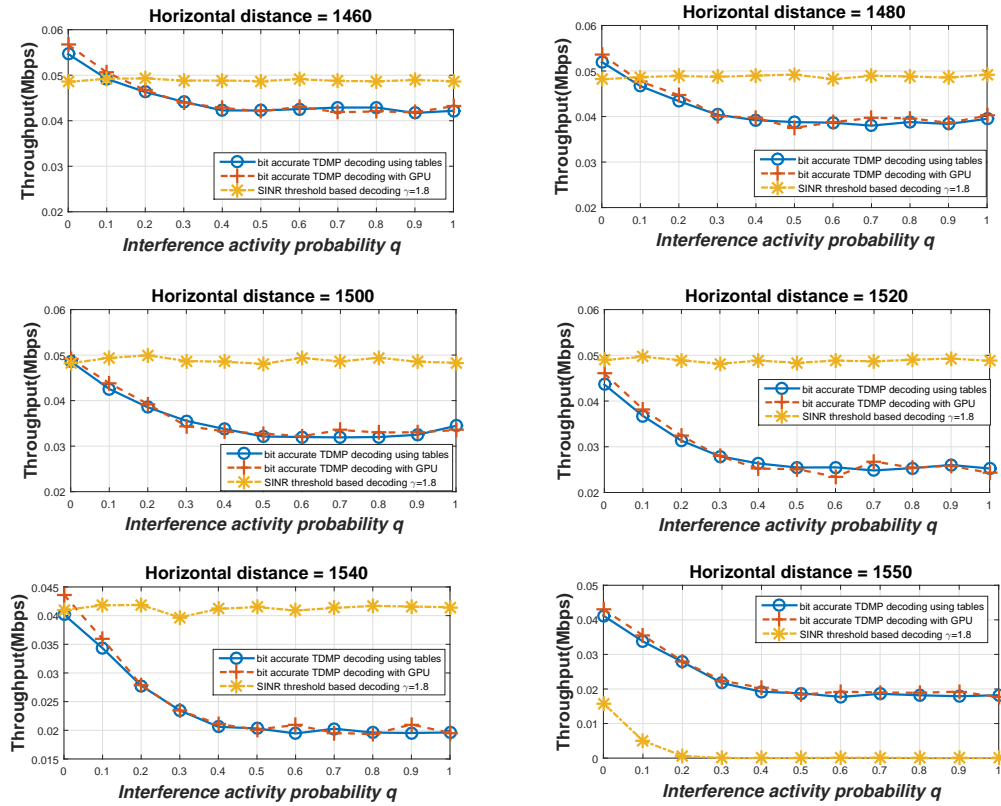 Horizontal distance = 1460
0.06
0.05
0.04
0.03
0.02
Throughput(Mbps)
bit accurate TDMP decoding using tables
bit accurate TDMP decoding with GPU
SINR threshold based decoding γ=1.8
0 0.1 0.2 0.3 0.4 0.5 0.6 0.7 0.8 0.9 1
Interference activity probability q
Horizontal distance = 1480
0.06
0.05
0.04
0.03
0.02
Throughput(Mbps)
bit accurate TDMP decoding using tables
bit accurate TDMP decoding with GPU
SINR threshold based decoding γ=1.8
0 0.1 0.2 0.3 0.4 0.5 0.6 0.7 0.8 0.9 1
Interference activity probability q
Horizontal distance = 1500
0.06
0.05
0.04
0.03
0.02
Throughput(Mbps)
bit accurate TDMP decoding using tables
bit accurate TDMP decoding with GPU
SINR threshold based decoding γ=1.8
0 0.1 0.2 0.3 0.4 0.5 0.6 0.7 0.8 0.9 1
Interference activity probability q
Horizontal distance = 1520
0.06
0.05
0.04
0.03
0.02
Throughput(Mbps)
bit accurate TDMP decoding using tables
bit accurate TDMP decoding with GPU
SINR threshold based decoding γ=1.8
0 0.1 0.2 0.3 0.4 0.5 0.6 0.7 0.8 0.9 1
Interference activity probability q
Horizontal distance = 1540
0.045
0.04
0.035
0.03
0.025
0.02
0.015
Throughput(Mbps)
bit accurate TDMP decoding using tables
bit accurate TDMP decoding with GPU
SINR threshold based decoding γ=1.8
0 0.1 0.2 0.3 0.4 0.5 0.6 0.7 0.8 0.9 1
Interference activity probability q
Horizontal distance = 1550
0.05
0.04
0.03
0.02
0.01
0
Throughput(Mbps)
bit accurate TDMP decoding using tables
bit accurate TDMP decoding with GPU
SINR threshold based decoding γ=1.8
0 0.1 0.2 0.3 0.4 0.5 0.6 0.7 0.8 0.9 1
Interference activity probability q